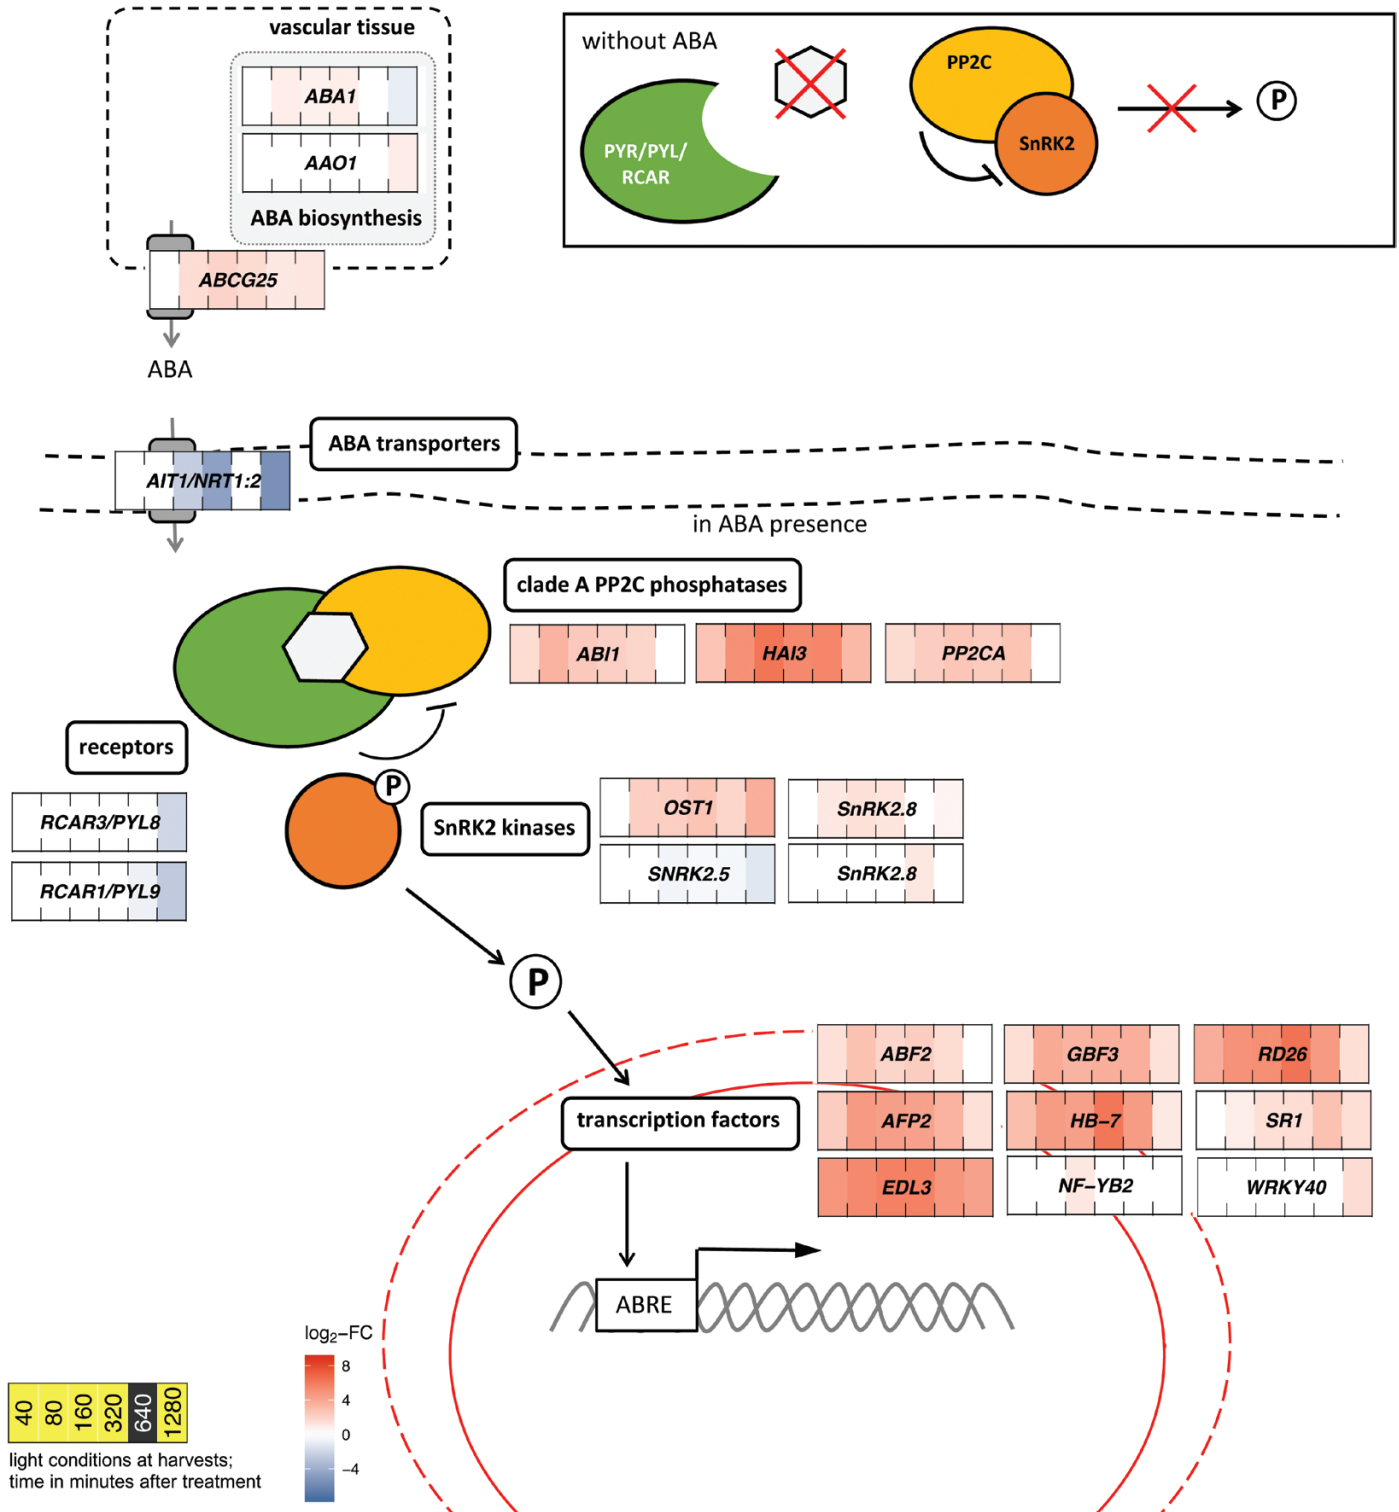 vascular tissue
ABA1
AAO1
ABA biosynthesis
ABCG25
ABA
without ABA
PYR/PYL/
RCAR
PP2C
SnRK2
P
ABA transporters
AIT1/NRT1:2
in ABA presence
clade A PP2C phosphatases
ABI1
HAI3
PP2CA
receptors
RCAR3/PYL8
RCAR1/PYL9
P
SnRK2 kinases
OST1
SnRK2.8
SNRK2.5
SnRK2.8
P
transcription factors
ABF2
GBF3
RD26
AFP2
HB–7
SR1
EDL3
NF–YB2
WRKY40
ABRE
log2–FC
8
4
0
–4
40
80
160
320
640
1280
light conditions at harvests;
time in minutes after treatment